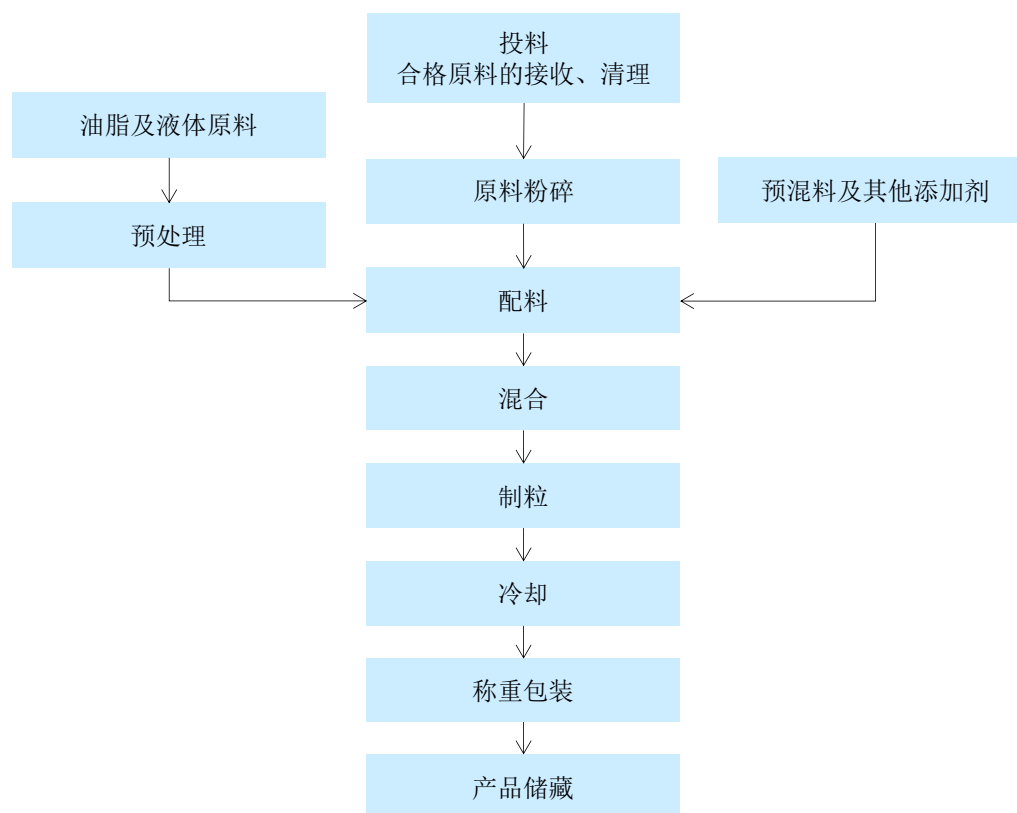 投料
合格原料的接收、清理
油脂及液体原料
原料粉碎
预混料及其他添加剂
预处理
配料
混合
制粒
冷却
称重包装
产品储藏